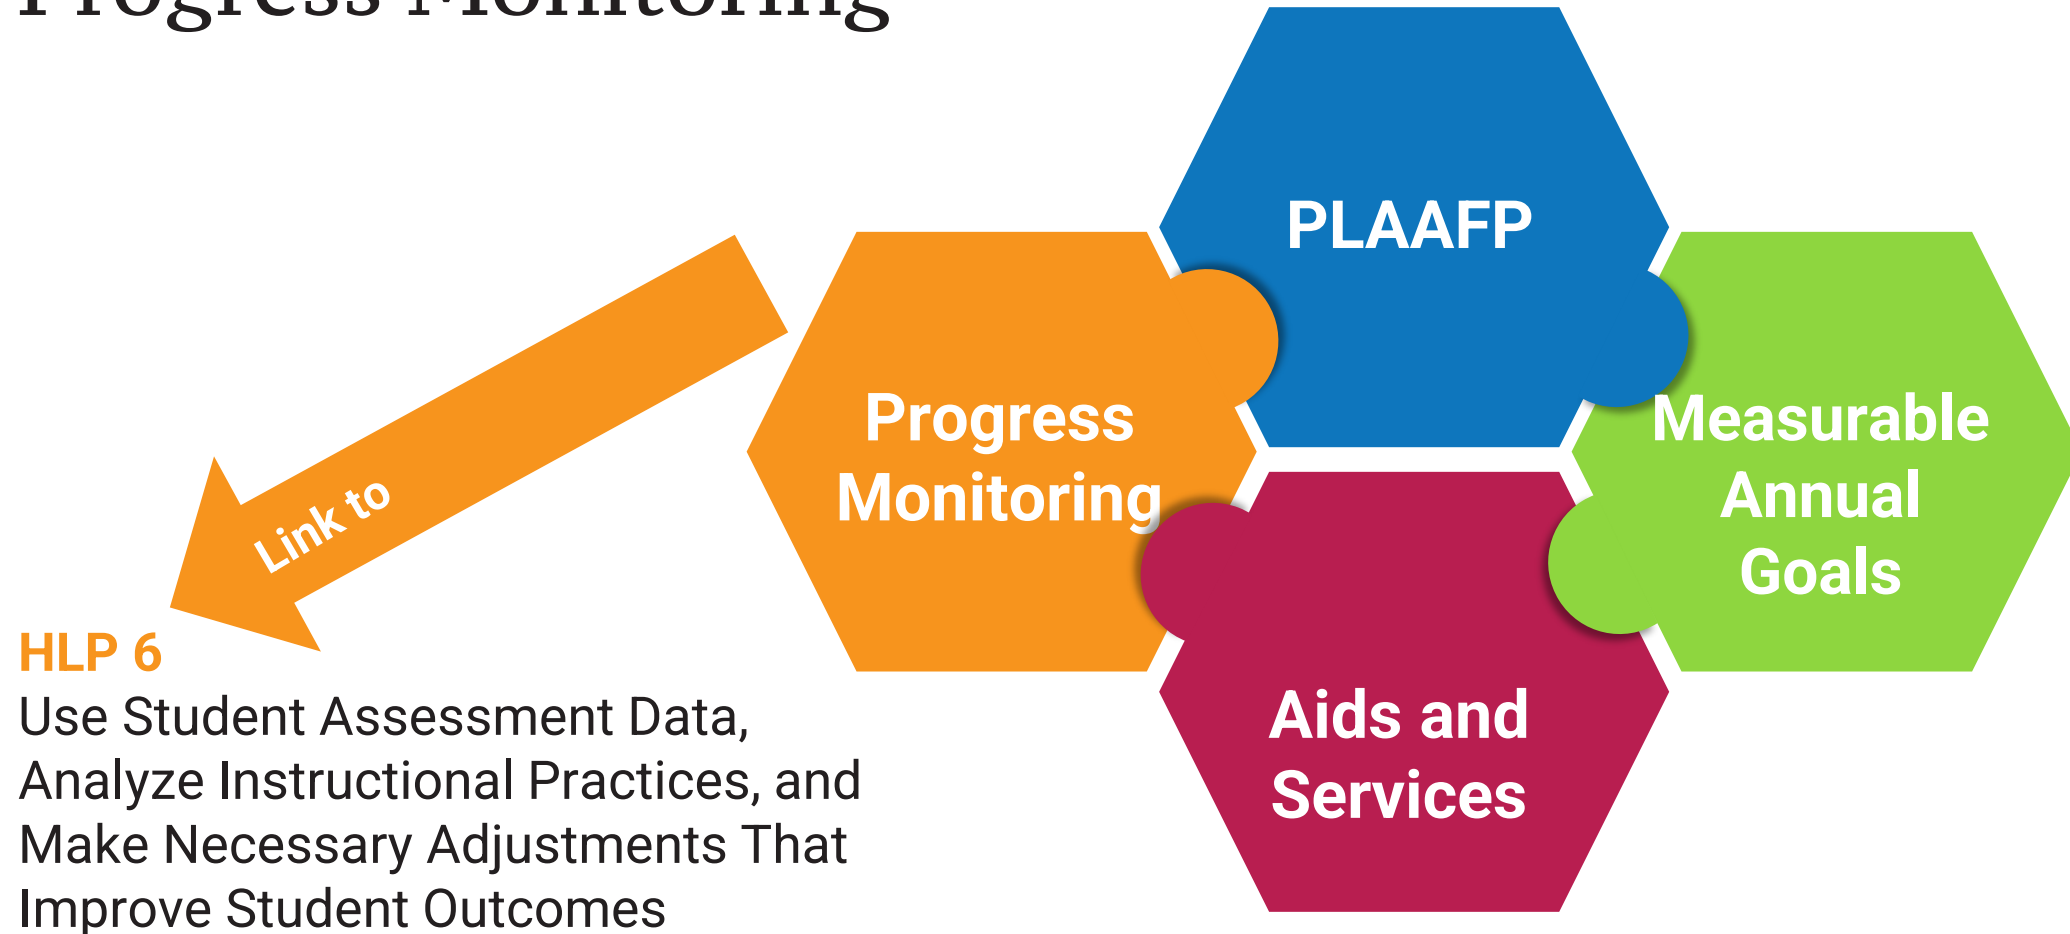 Progress Monitoring
PLAAFP
Progress
Monitoring
Measurable
Annual
Goals
Link to
Aids and
Services
HLP 6
Use Student Assessment Data,
Analyze Instructional Practices, and
Make Necessary Adjustments That
Improve Student Outcomes